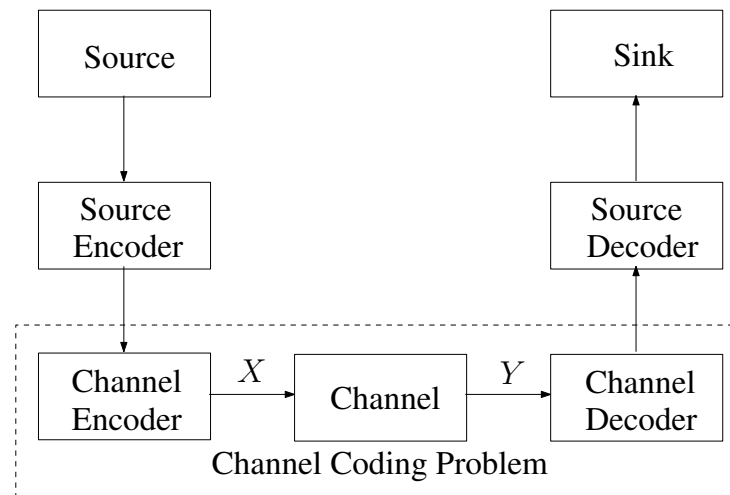 Source
Sink
Source
Encoder
Source
Decoder
Channel
Encoder
X
Channel
Y
Channel
Decoder
Channel Coding Problem